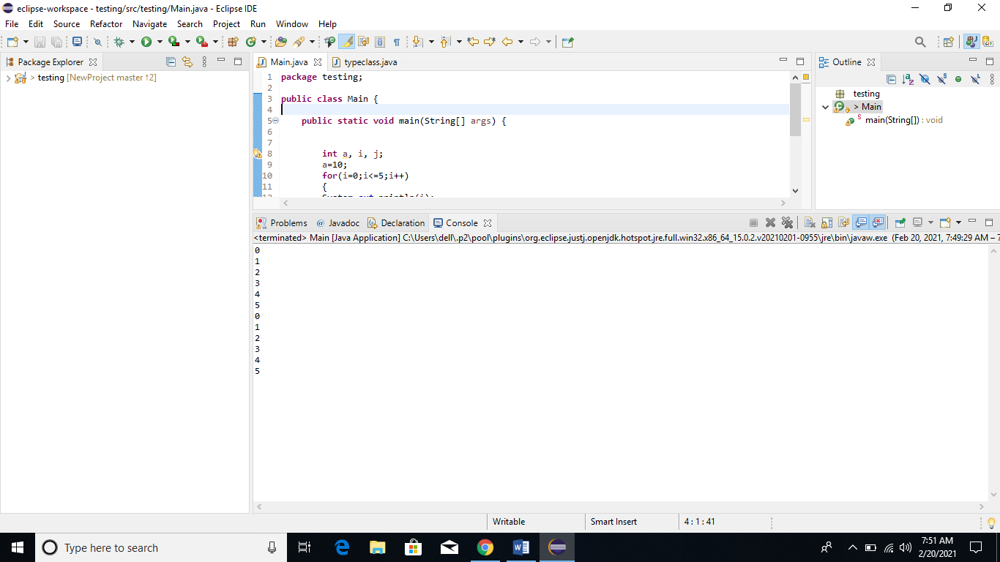 eclipse-workspace - testing/src/testing/Main.java - Eclipse IDE
File Edit Source Refactor Navigate Search Project Run Window Help
Package Explorer
> testing [NewProject master ↑2]
Main.java
typeclass.java
1 package testing;
2
3 public class Main {
4
5 public static void main(String[] args) {
6
7
8 int a, i, j;
9 a=10;
10 for(i=0;i<=5;i++)
11 {
Outline
testing
> Main
main(String[]) : void
Problems @ Javadoc Declaration Console
<terminated> Main [Java Application] C:\Users\dell\.p2\pool\plugins\org.eclipse.justj.openjdk.hotspot.jre.full.win32.x86_64_15.0.2.v20210201-0955\jre\bin\javaw.exe (Feb 20, 2021, 7:49:29 AM – 7
0
1
2
3
4
5
0
1
2
3
4
5
Writable Smart Insert 4 : 1 : 41
Type here to search
7:51 AM
2/20/2021